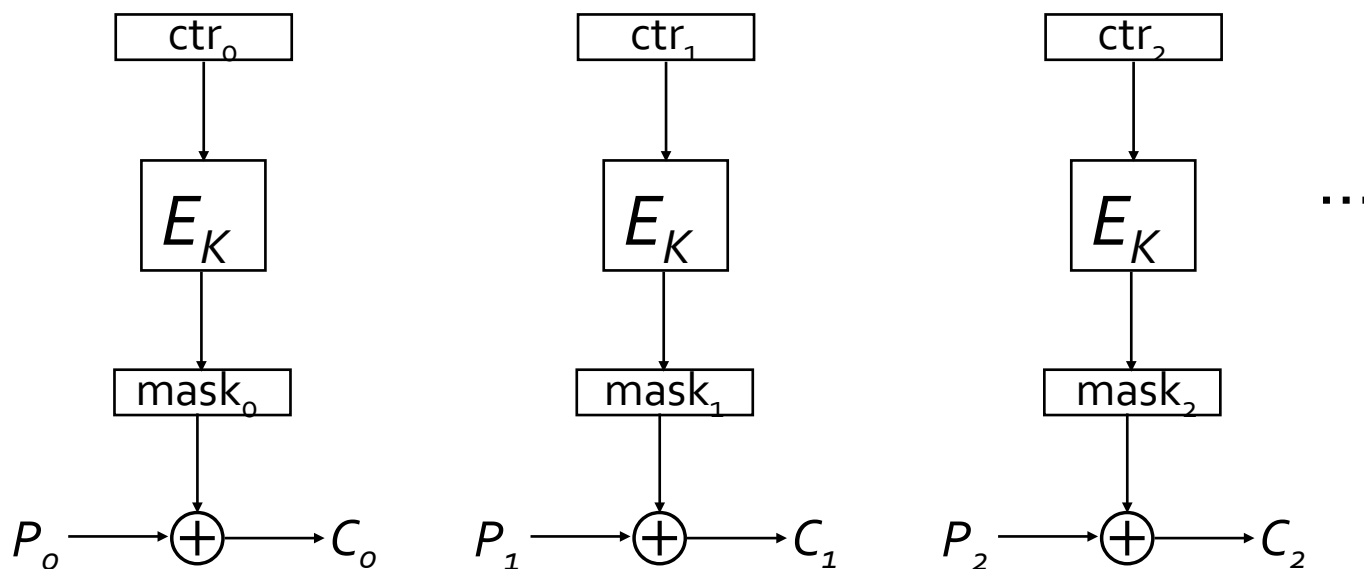 ctr₀ ctr₁ ctr₂
E_K E_K E_K ...
mask₀ mask₁ mask₂
P₀ C₀ P₁ C₁ P₂ C₂